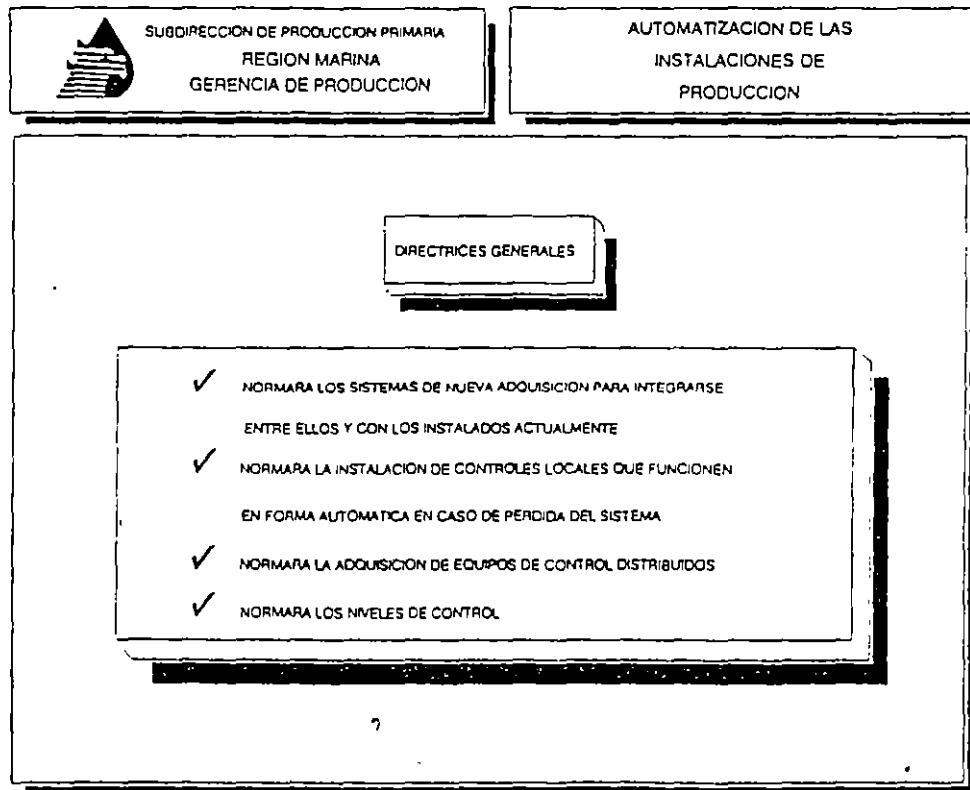 SUBDIRECCION DE PRODUCCION PRIMARIA
REGION MARINA
GERENCIA DE PRODUCCION
AUTOMATIZACION DE LAS
INSTALACIONES DE
PRODUCCION
DIRECTRICES GENERALES
✓ NORMARA LOS SISTEMAS DE NUEVA ADQUISICION PARA INTEGRARSE
ENTRE ELLOS Y CON LOS INSTALADOS ACTUALMENTE
✓ NORMARA LA INSTALACION DE CONTROLES LOCALES QUE FUNCIONEN
EN FORMA AUTOMATICA EN CASO DE PERDIDA DEL SISTEMA
✓ NORMARA LA ADQUISICION DE EQUIPOS DE CONTROL DISTRIBUIDOS
✓ NORMARA LOS NIVELES DE CONTROL